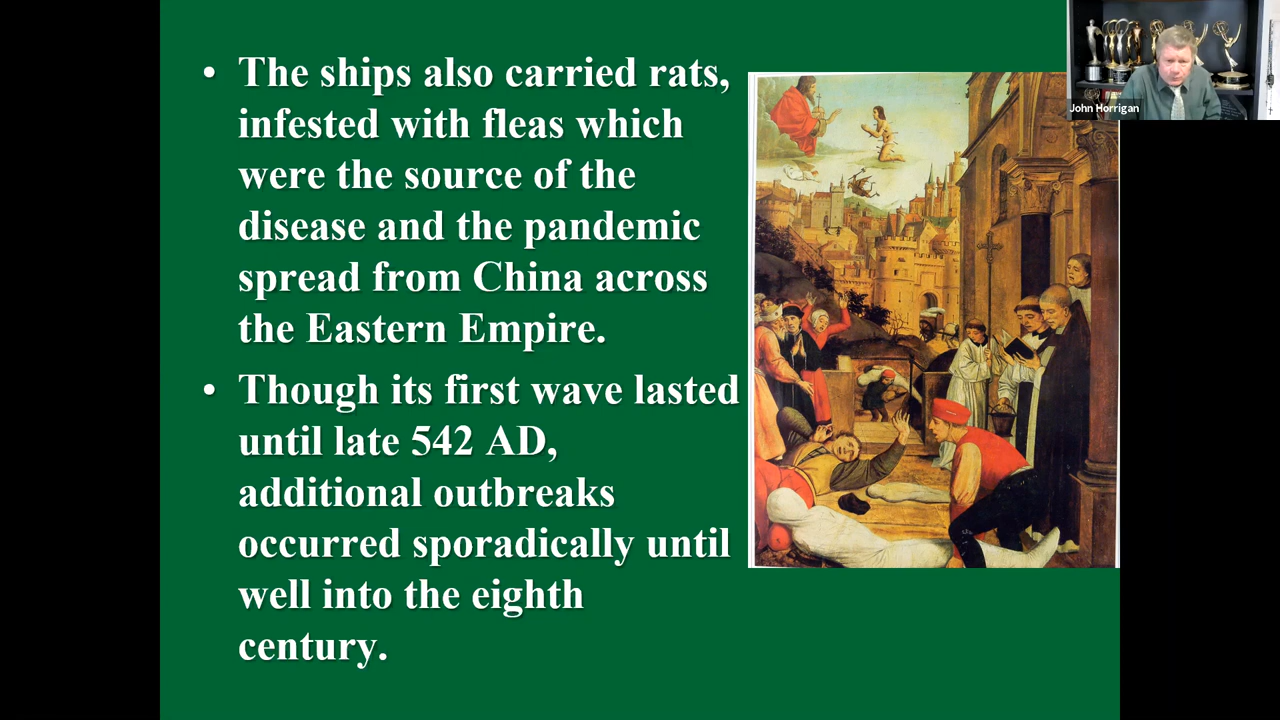 • The ships also carried rats,
infested with fleas which
were the source of the
disease and the pandemic
spread from China across
the Eastern Empire.
• Though its first wave lasted
until late 542 AD,
additional outbreaks
occurred sporadically until
well into the eighth
century.
John Horrigan